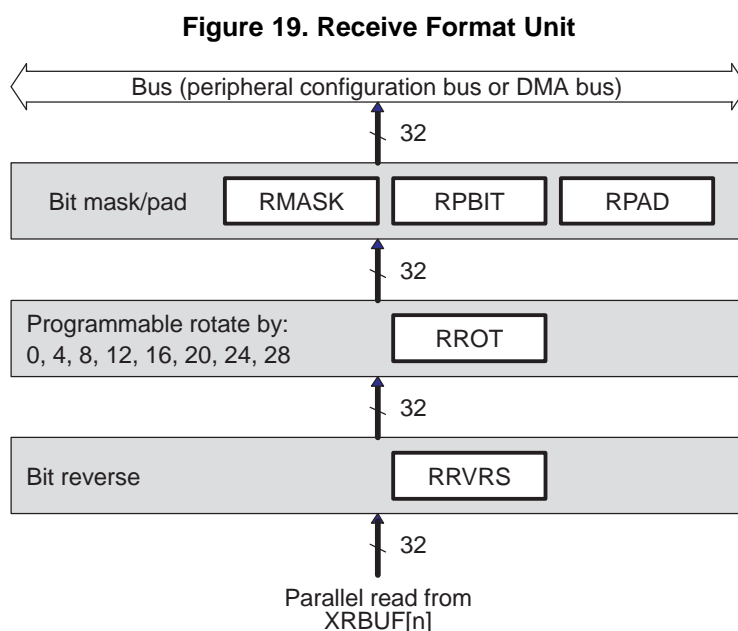 Figure 19. Receive Format Unit
Bus (peripheral configuration bus or DMA bus)
32
Bit mask/pad RMASK RPBIT RPAD
32
Programmable rotate by:
0, 4, 8, 12, 16, 20, 24, 28
RROT
32
Bit reverse RRVRS
32
Parallel read from
XRBUF[n]